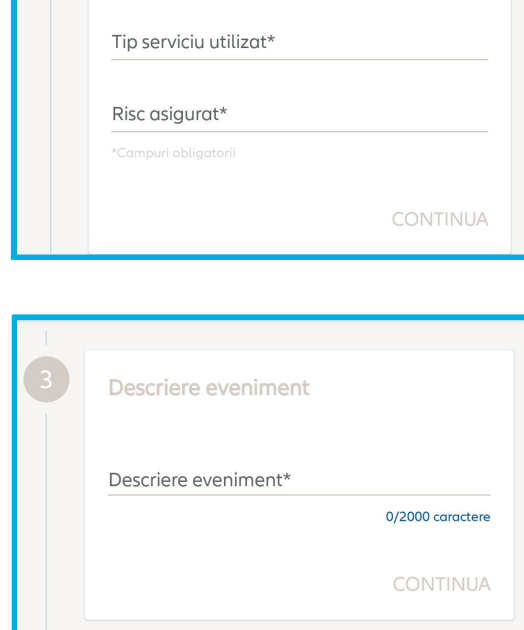 Tip serviciu utilizat*
Risc asigurat*
*Campuri obligatorii
CONTINUA
3
Descriere eveniment
Descriere eveniment*
0/2000 caractere
CONTINUA